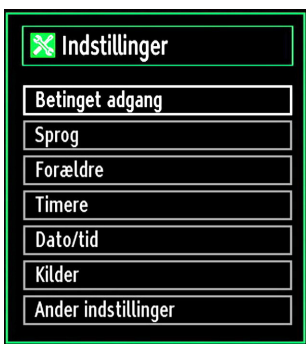 Indstillinger
Betinget adgang
Sprog
Forældre
Timere
Dato/tid
Kilder
Ander indstillinger